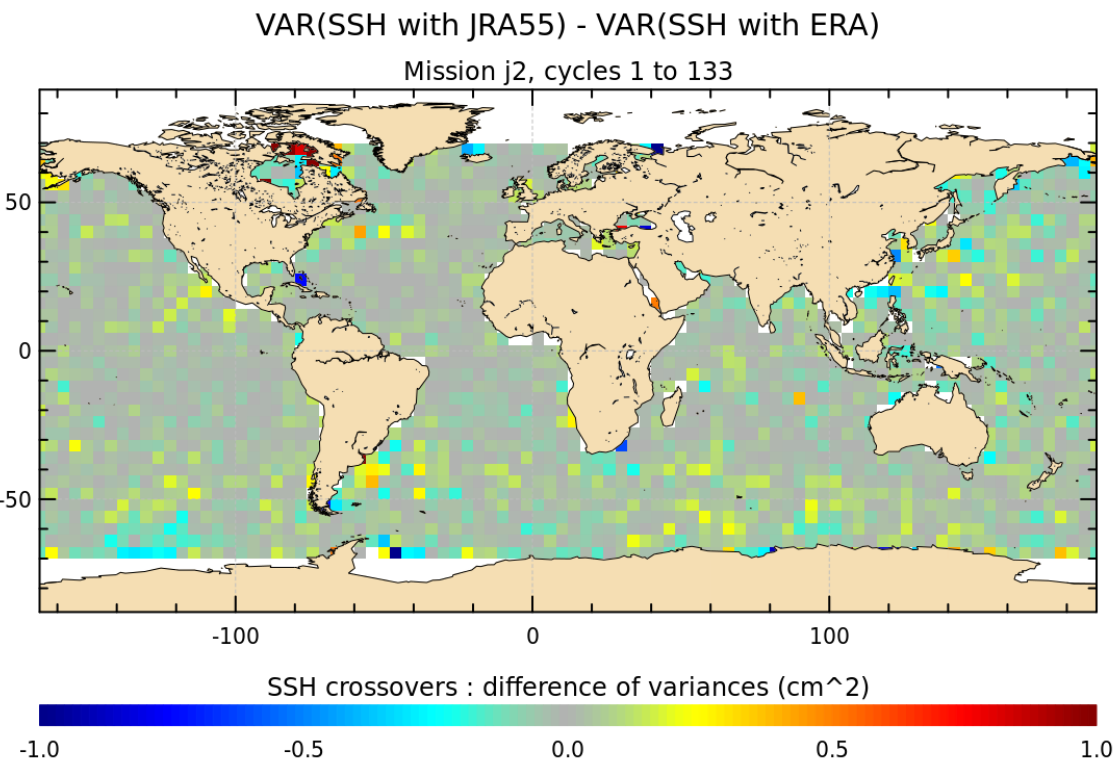 VAR(SSH with JRA55) - VAR(SSH with ERA)
Mission j2, cycles 1 to 133
50
0
-50
-100 0 100
SSH crossovers : difference of variances (cm^2)
-1.0 -0.5 0.0 0.5 1.0